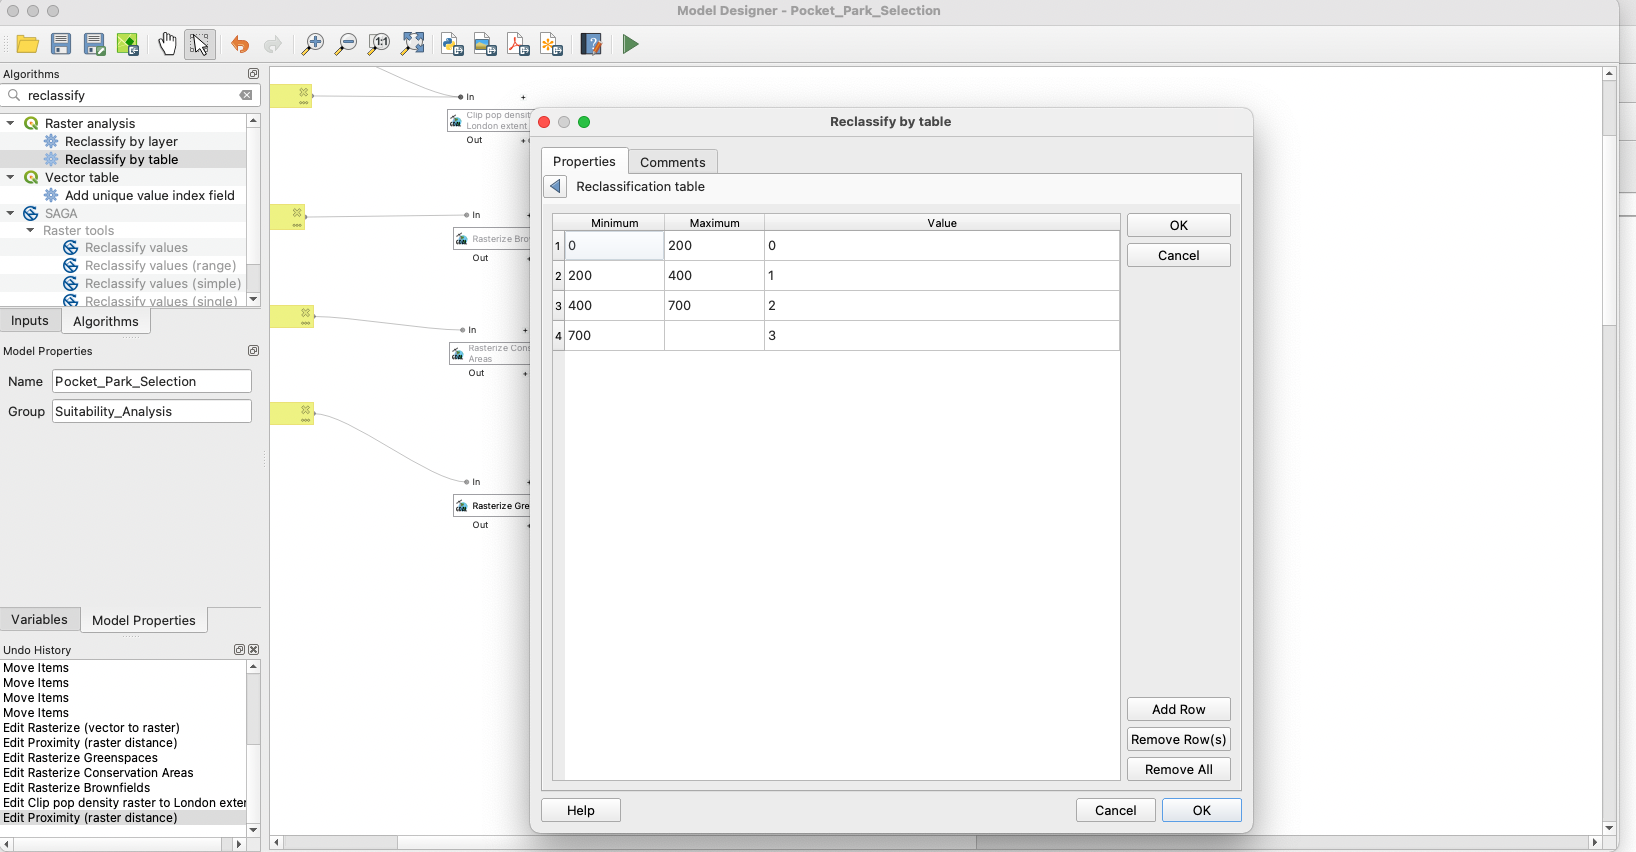 Model Designer - Pocket_Park_Selection
Algorithms
reclassify
Raster analysis
Reclassify by layer
Reclassify by table
Vector table
Add unique value index field
SAGA
Raster tools
Reclassify values
Reclassify values (range)
Reclassify values (simple)
Reclassify values (single)
Inputs
Algorithms
Model Properties
Name
Pocket_Park_Selection
Group
Suitability_Analysis
Variables
Model Properties
Undo History
Move Items
Move Items
Move Items
Move Items
Edit Rasterize (vector to raster)
Edit Proximity (raster distance)
Edit Rasterize Greenspaces
Edit Rasterize Conservation Areas
Edit Rasterize Brownfields
Edit Clip pop density raster to London exter
Edit Proximity (raster distance)
In
Clip pop densit
London extent
Out
In
Rasterize Bro
Out
In
Rasterize Cons
Areas
Out
In
Rasterize Gre
Out
Reclassify by table
Properties
Comments
Reclassification table
Minimum Maximum Value
1 0 200 0
2 200 400 1
3 400 700 2
4 700 3
OK
Cancel
Add Row
Remove Row(s)
Remove All
Help
Cancel
OK